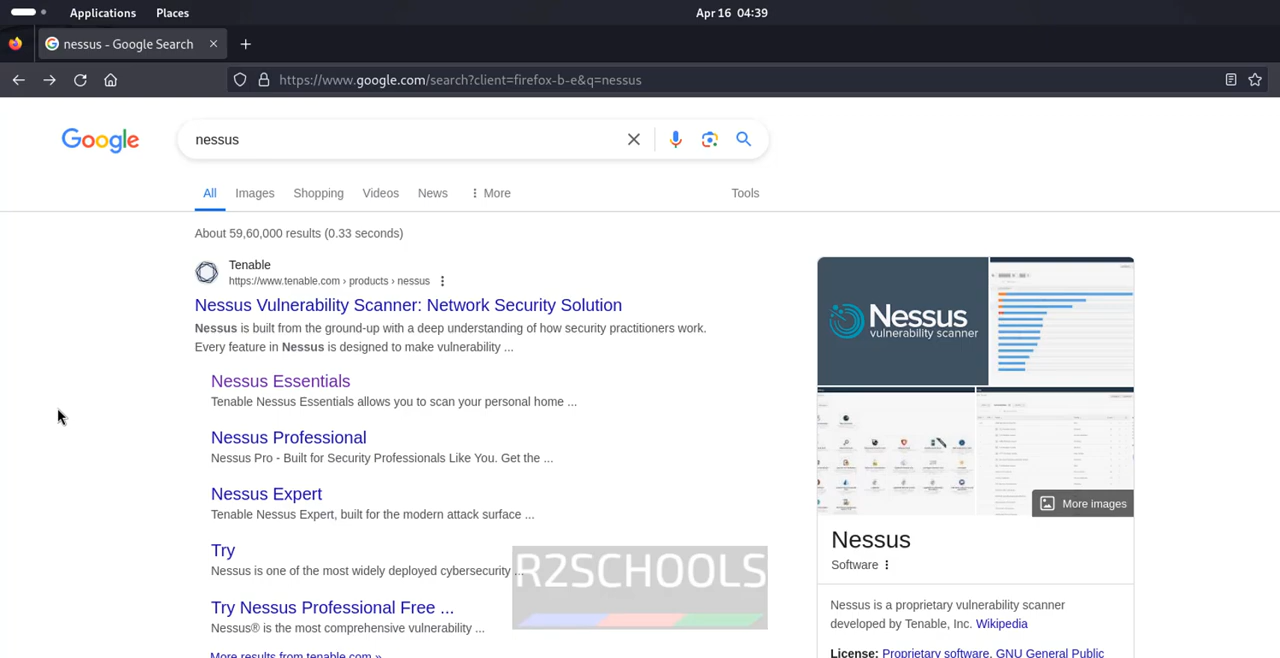 Applications Places Apr 16 04:39
nessus - Google Search
https://www.google.com/search?client=firefox-b-e&q=nessus
Google
nessus
All Images Shopping Videos News More Tools
About 59,60,000 results (0.33 seconds)
Tenable
https://www.tenable.com › products › nessus
Nessus Vulnerability Scanner: Network Security Solution
Nessus is built from the ground-up with a deep understanding of how security practitioners work.
Every feature in Nessus is designed to make vulnerability ...
Nessus Essentials
Tenable Nessus Essentials allows you to scan your personal home ...
Nessus Professional
Nessus Pro - Built for Security Professionals Like You. Get the ...
Nessus Expert
Tenable Nessus Expert, built for the modern attack surface ...
Try
Nessus is one of the most widely deployed cybersecurity ...
Try Nessus Professional Free ...
Nessus® is the most comprehensive vulnerability ...
More results from tenable.com »
R2SCHOOLS
Nessus
vulnerability scanner
More images
Nessus
Software
Nessus is a proprietary vulnerability scanner
developed by Tenable, Inc. Wikipedia
License: Proprietary software, GNU General Public